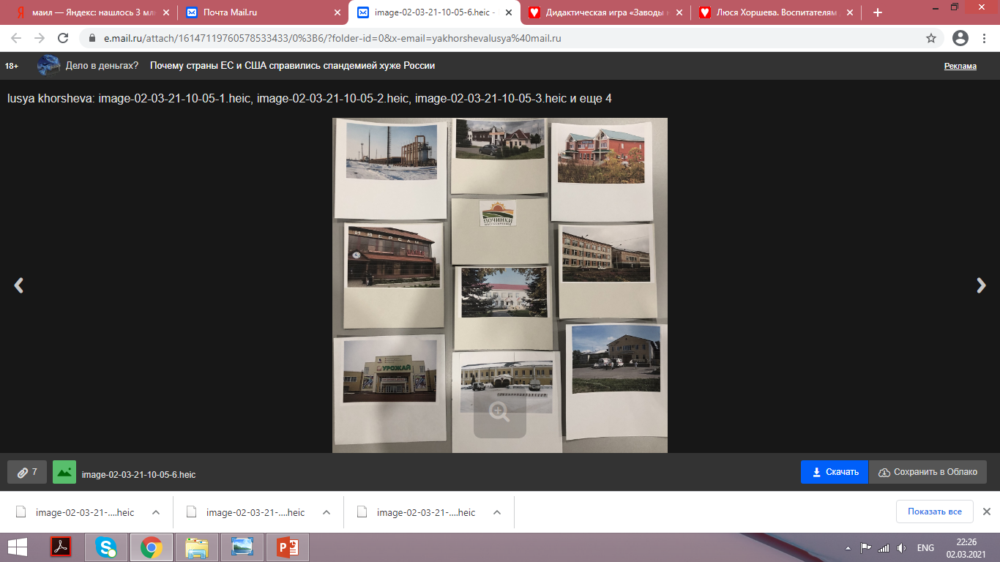 маил — Яндекс: нашлось 3 мл
Почта Mail.ru
image-02-03-21-10-05-6.heic -
Дидактическая игра «Заводы
Люся Хоршева. Воспитателям
e.mail.ru/attach/16147119760578533433/0%3B6/?folder-id=0&x-email=yakhorshevalusya%40mail.ru
18+
Дело в деньгах?
Почему страны ЕС и США справились спандемией хуже России
Реклама
lusya khorsheva: image-02-03-21-10-05-1.heic, image-02-03-21-10-05-2.heic, image-02-03-21-10-05-3.heic и еще 4
ПОЧИНКИ
УРОЖАЙ
7
image-02-03-21-10-05-6.heic
Скачать
Сохранить в Облако
image-02-03-21-....heic
image-02-03-21-....heic
image-02-03-21-....heic
Показать все
ENG
22:26
02.03.2021